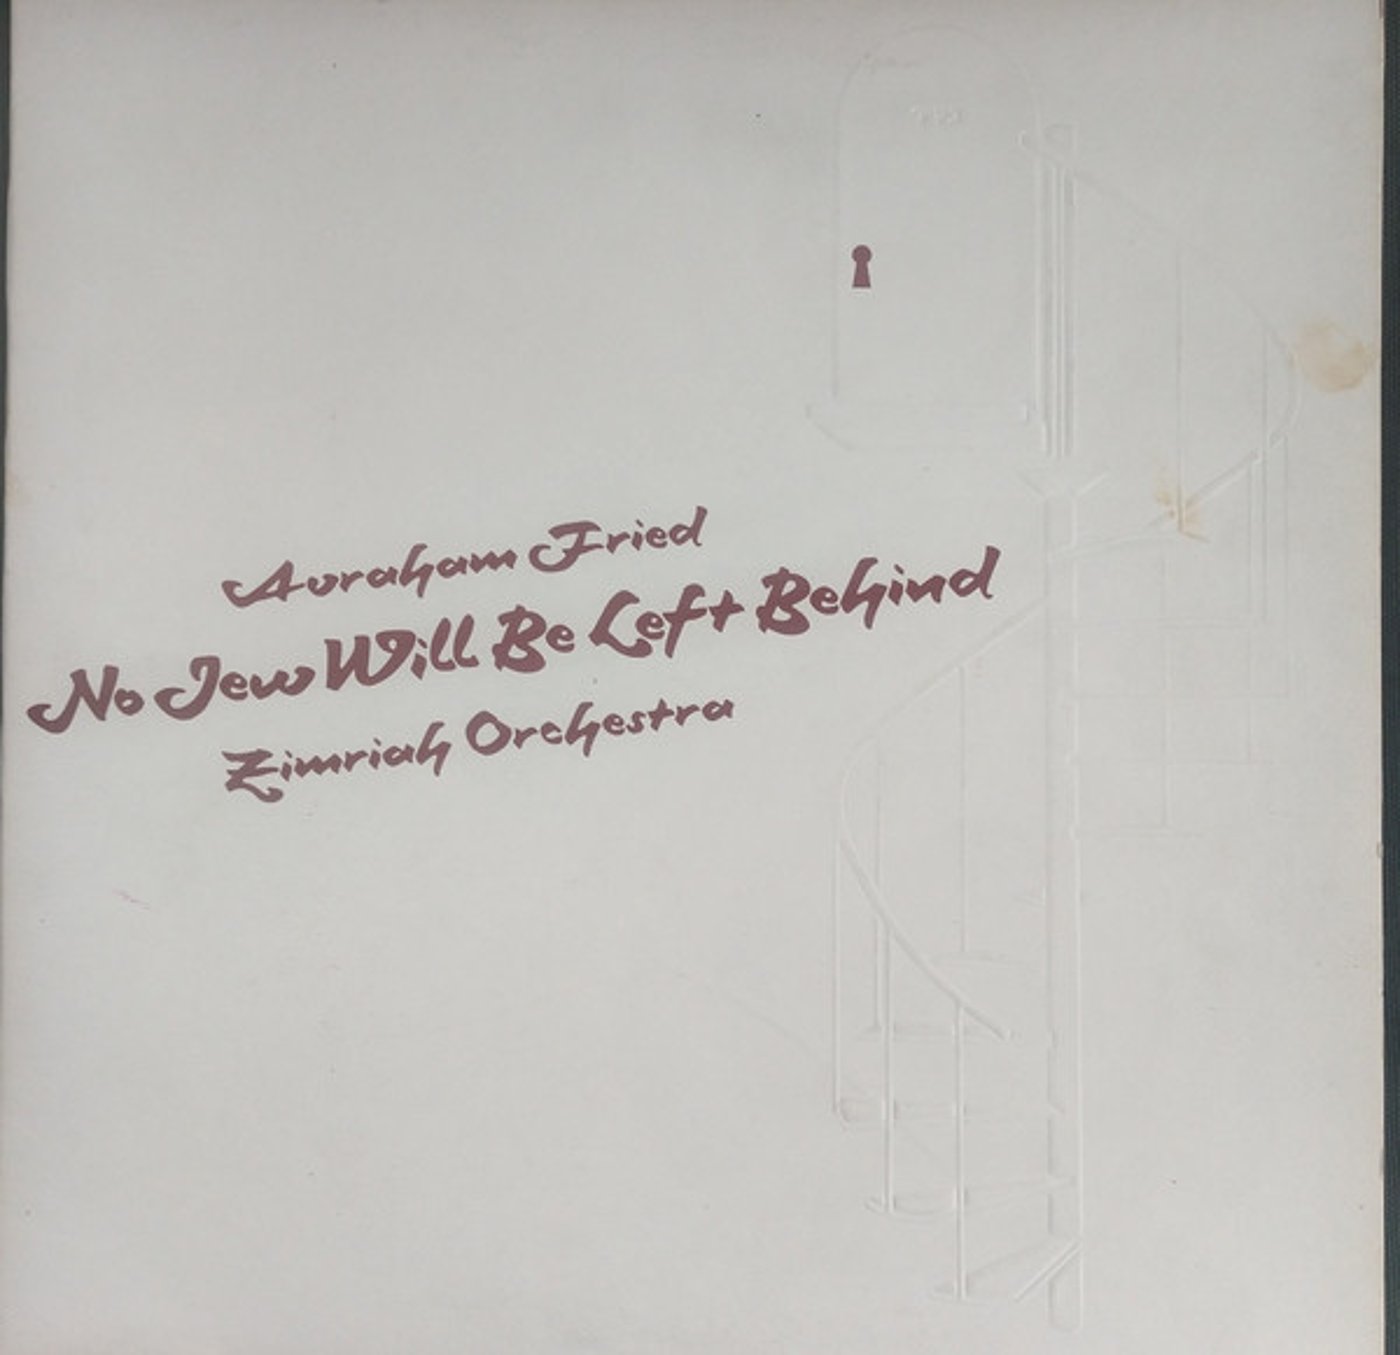 Avraham Fried
No Jew Will Be Left Behind
Zimriah Orchestra